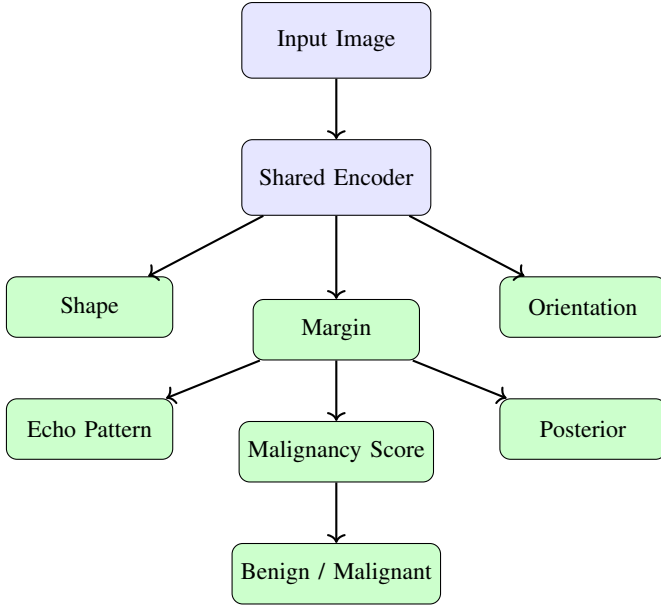 Input Image
Shared Encoder
Shape
Orientation
Margin
Echo Pattern
Posterior
Malignancy Score
Benign / Malignant